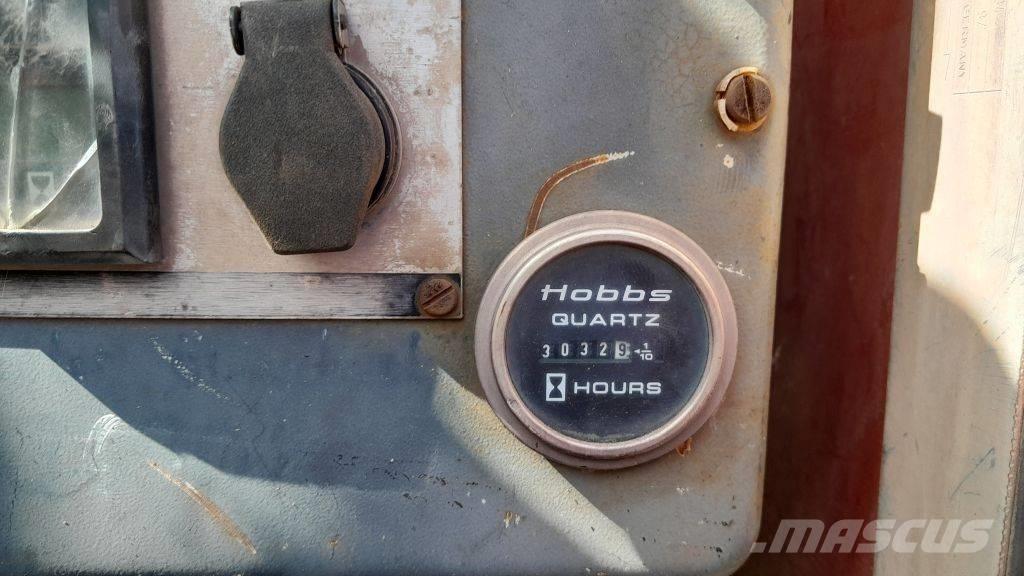 Hobbs
QUARTZ
30329 1/10
HOURS
MASCUS